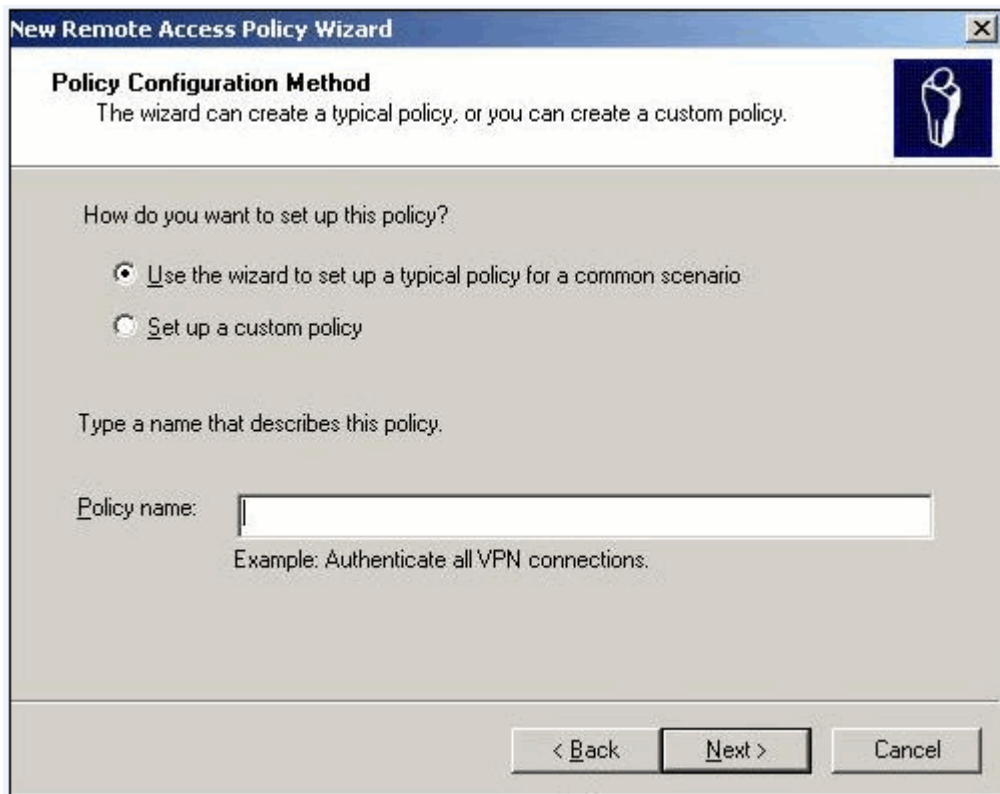 New Remote Access Policy Wizard
Policy Configuration Method
The wizard can create a typical policy, or you can create a custom policy.
How do you want to set up this policy?
Use the wizard to set up a typical policy for a common scenario
Set up a custom policy
Type a name that describes this policy.
Policy name:
Example: Authenticate all VPN connections.
< Back Next > Cancel